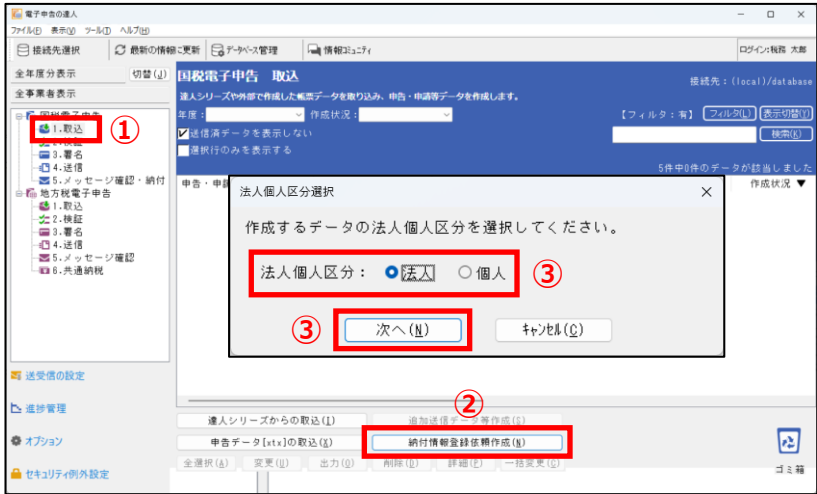 電子申告の達人
ファイル(F) 表示(V) ツール(T) ヘルプ(H)
接続先選択 最新の情報に更新 データベース管理 情報コミュニティ ログイン:税務 太郎
全年度分表示 切替(J)
全事業者表示
国税電子申告
1.取込
①
2.検証
3.署名
4.送信
5.メッセージ確認・納付
地方税電子申告
1.取込
2.検証
3.署名
4.送信
5.メッセージ確認
6.共通納税
送受信の設定
進捗管理
オプション
セキュリティ例外設定
国税電子申告 取込
接続先：(local)/database
達人シリーズや外部で作成した帳票データを取り込み、申告・申請等データを作成します。
年度： 作成状況： 【フィルタ：有】 フィルタ(L) 表示切替(Y)
送信済データを表示しない 検索(K)
選択行のみを表示する
5件中0件のデータが該当しました
申告・申 作成状況 ▼
法人個人区分選択
作成するデータの法人個人区分を選択してください。
法人個人区分： 法人 個人 ③
③ 次へ(N) キャンセル(C)
②
達人シリーズからの取込(I) 追加送信データ等作成(S)
申告データ[xtx]の取込(X) 納付情報登録依頼作成(N)
全選択(A) 変更(U) 出力(O) 削除(D) 詳細(P) 一括変更(G)
ゴミ箱